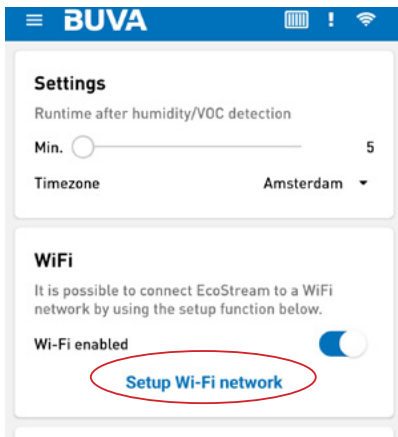 BUVA
Settings
Runtime after humidity/VOC detection
Min. 5
Timezone Amsterdam
WiFi
It is possible to connect EcoStream to a WiFi
network by using the setup function below.
Wi-Fi enabled
Setup Wi-Fi network